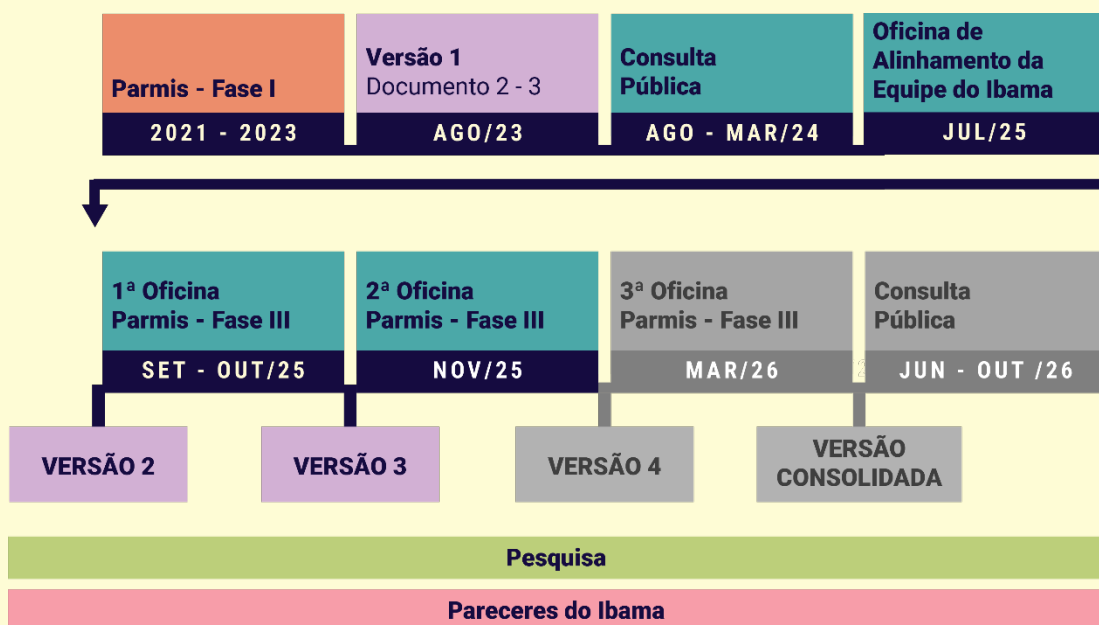 Parmis - Fase I
2021 - 2023
Versão 1
Documento 2 - 3
AGO/23
Consulta
Pública
AGO - MAR/24
Oficina de
Alinhamento da
Equipe do Ibama
JUL/25
1ª Oficina
Parmis - Fase III
SET - OUT/25
2ª Oficina
Parmis - Fase III
NOV/25
3ª Oficina
Parmis - Fase III
MAR/26
Consulta
Pública
JUN - OUT /26
VERSÃO 2
VERSÃO 3
VERSÃO 4
VERSÃO
CONSOLIDADA
Pesquisa
Pareceres do Ibama